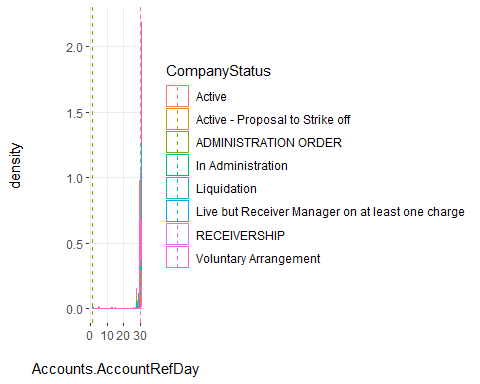 CompanyStatus
Active
Active - Proposal to Strike off
ADMINISTRATION ORDER
In Administration
Liquidation
Live but Receiver Manager on at least one charge
RECEIVERSHIP
Voluntary Arrangement
density
2.0
1.5
1.0
0.5
0.0
0 10 20 30
Accounts.AccountRefDay